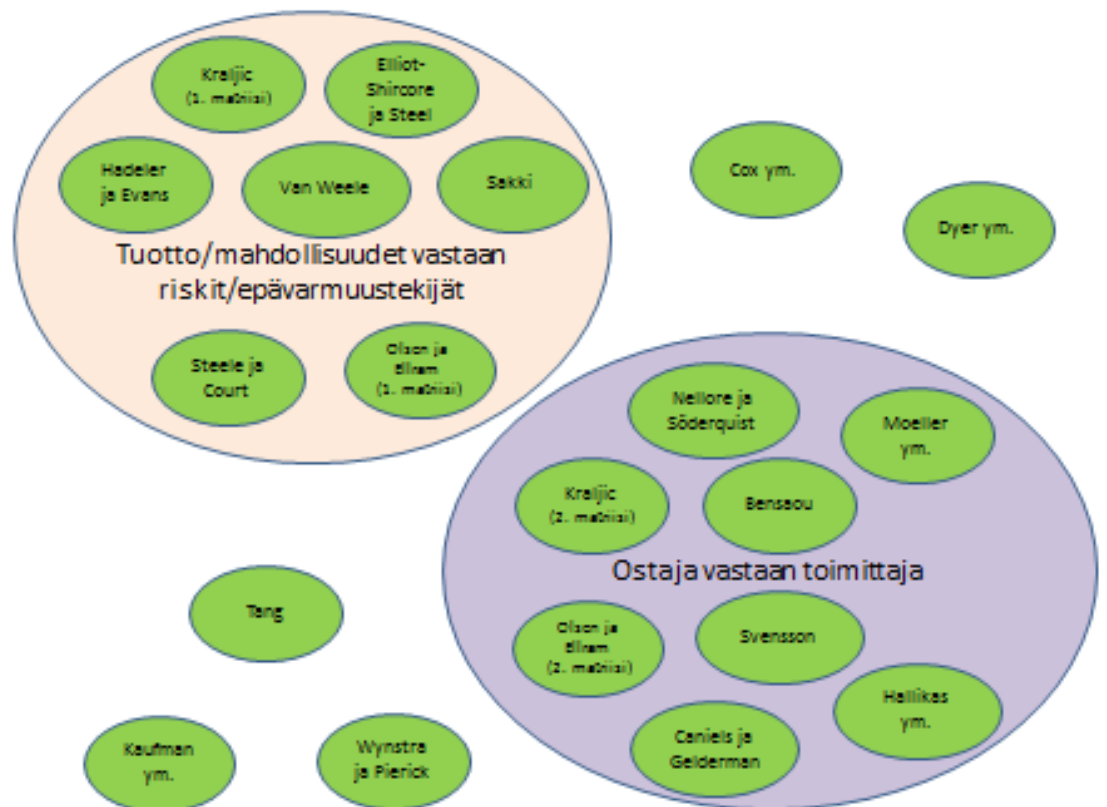 Kraljic
(1. matriisi)
Elliot-
Shircore
ja Steel
Hadeler
ja Evans
Van Weele
Sakki
Tuotto/mahdollisuudet vastaan
riskit/epävarmuustekijät
Steele ja
Court
Olsen ja
Ellram
(1. matriisi)
Cox ym.
Dyer ym.
Nellore ja
Söderquist
Moeller
ym.
Kraljic
(2. matriisi)
Bensaou
Ostaja vastaan toimittaja
Olsen ja
Ellram
(2. matriisi)
Svensson
Hallikas
ym.
Caniels ja
Gelderman
Tang
Kaufman
ym.
Wynstra
ja Pierick